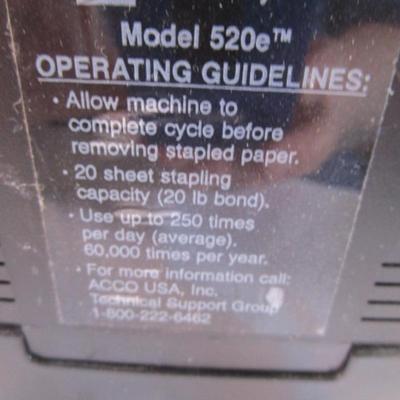 Model 520e™
OPERATING GUIDELINES:
• Allow machine to
complete cycle before
removing stapled paper.
• 20 sheet stapling
capacity (20 lb bond).
• Use up to 250 times
per day (average).
60,000 times per year.
• For more information call:
ACCO USA, Inc.
Technical Support Group
1-800-222-6462